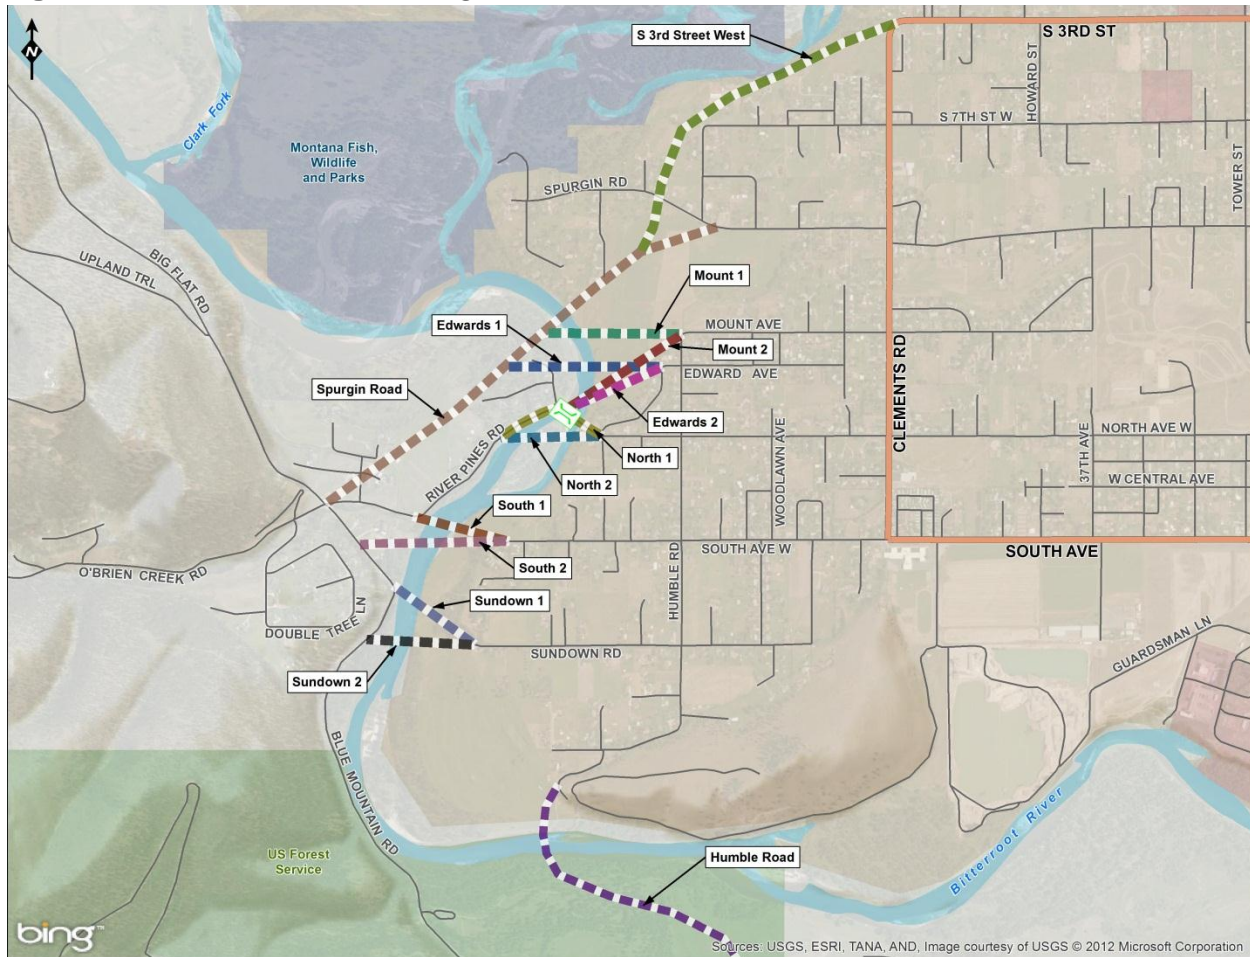 S 3rd Street West
S 3RD ST
N
HOWARD ST
Clark Fork
S 7TH ST W
Montana Fish,
Wildlife
and Parks
TOWER ST
SPURGIN RD
BIG FLAT RD
UPLAND TRL
Mount 1
Edwards 1
MOUNT AVE
Mount 2
EDWARD AVE
CLEMENTS RD
Spurgin Road
Edwards 2
RIVER PINES RD
WOODLAWN AVE
NORTH AVE W
37TH AVE
North 1
North 2
W CENTRAL AVE
South 1
SOUTH AVE W
SOUTH AVE
South 2
O'BRIEN CREEK RD
HUMBLE RD
Sundown 1
DOUBLE TREE LN
SUNDOWN RD
GUARDSMAN LN
Sundown 2
BLUE MOUNTAIN RD
Bitterroot River
US Forest
Service
Humble Road
bing™
Sources: USGS, ESRI, TANA, AND, Image courtesy of USGS © 2012 Microsoft Corporation